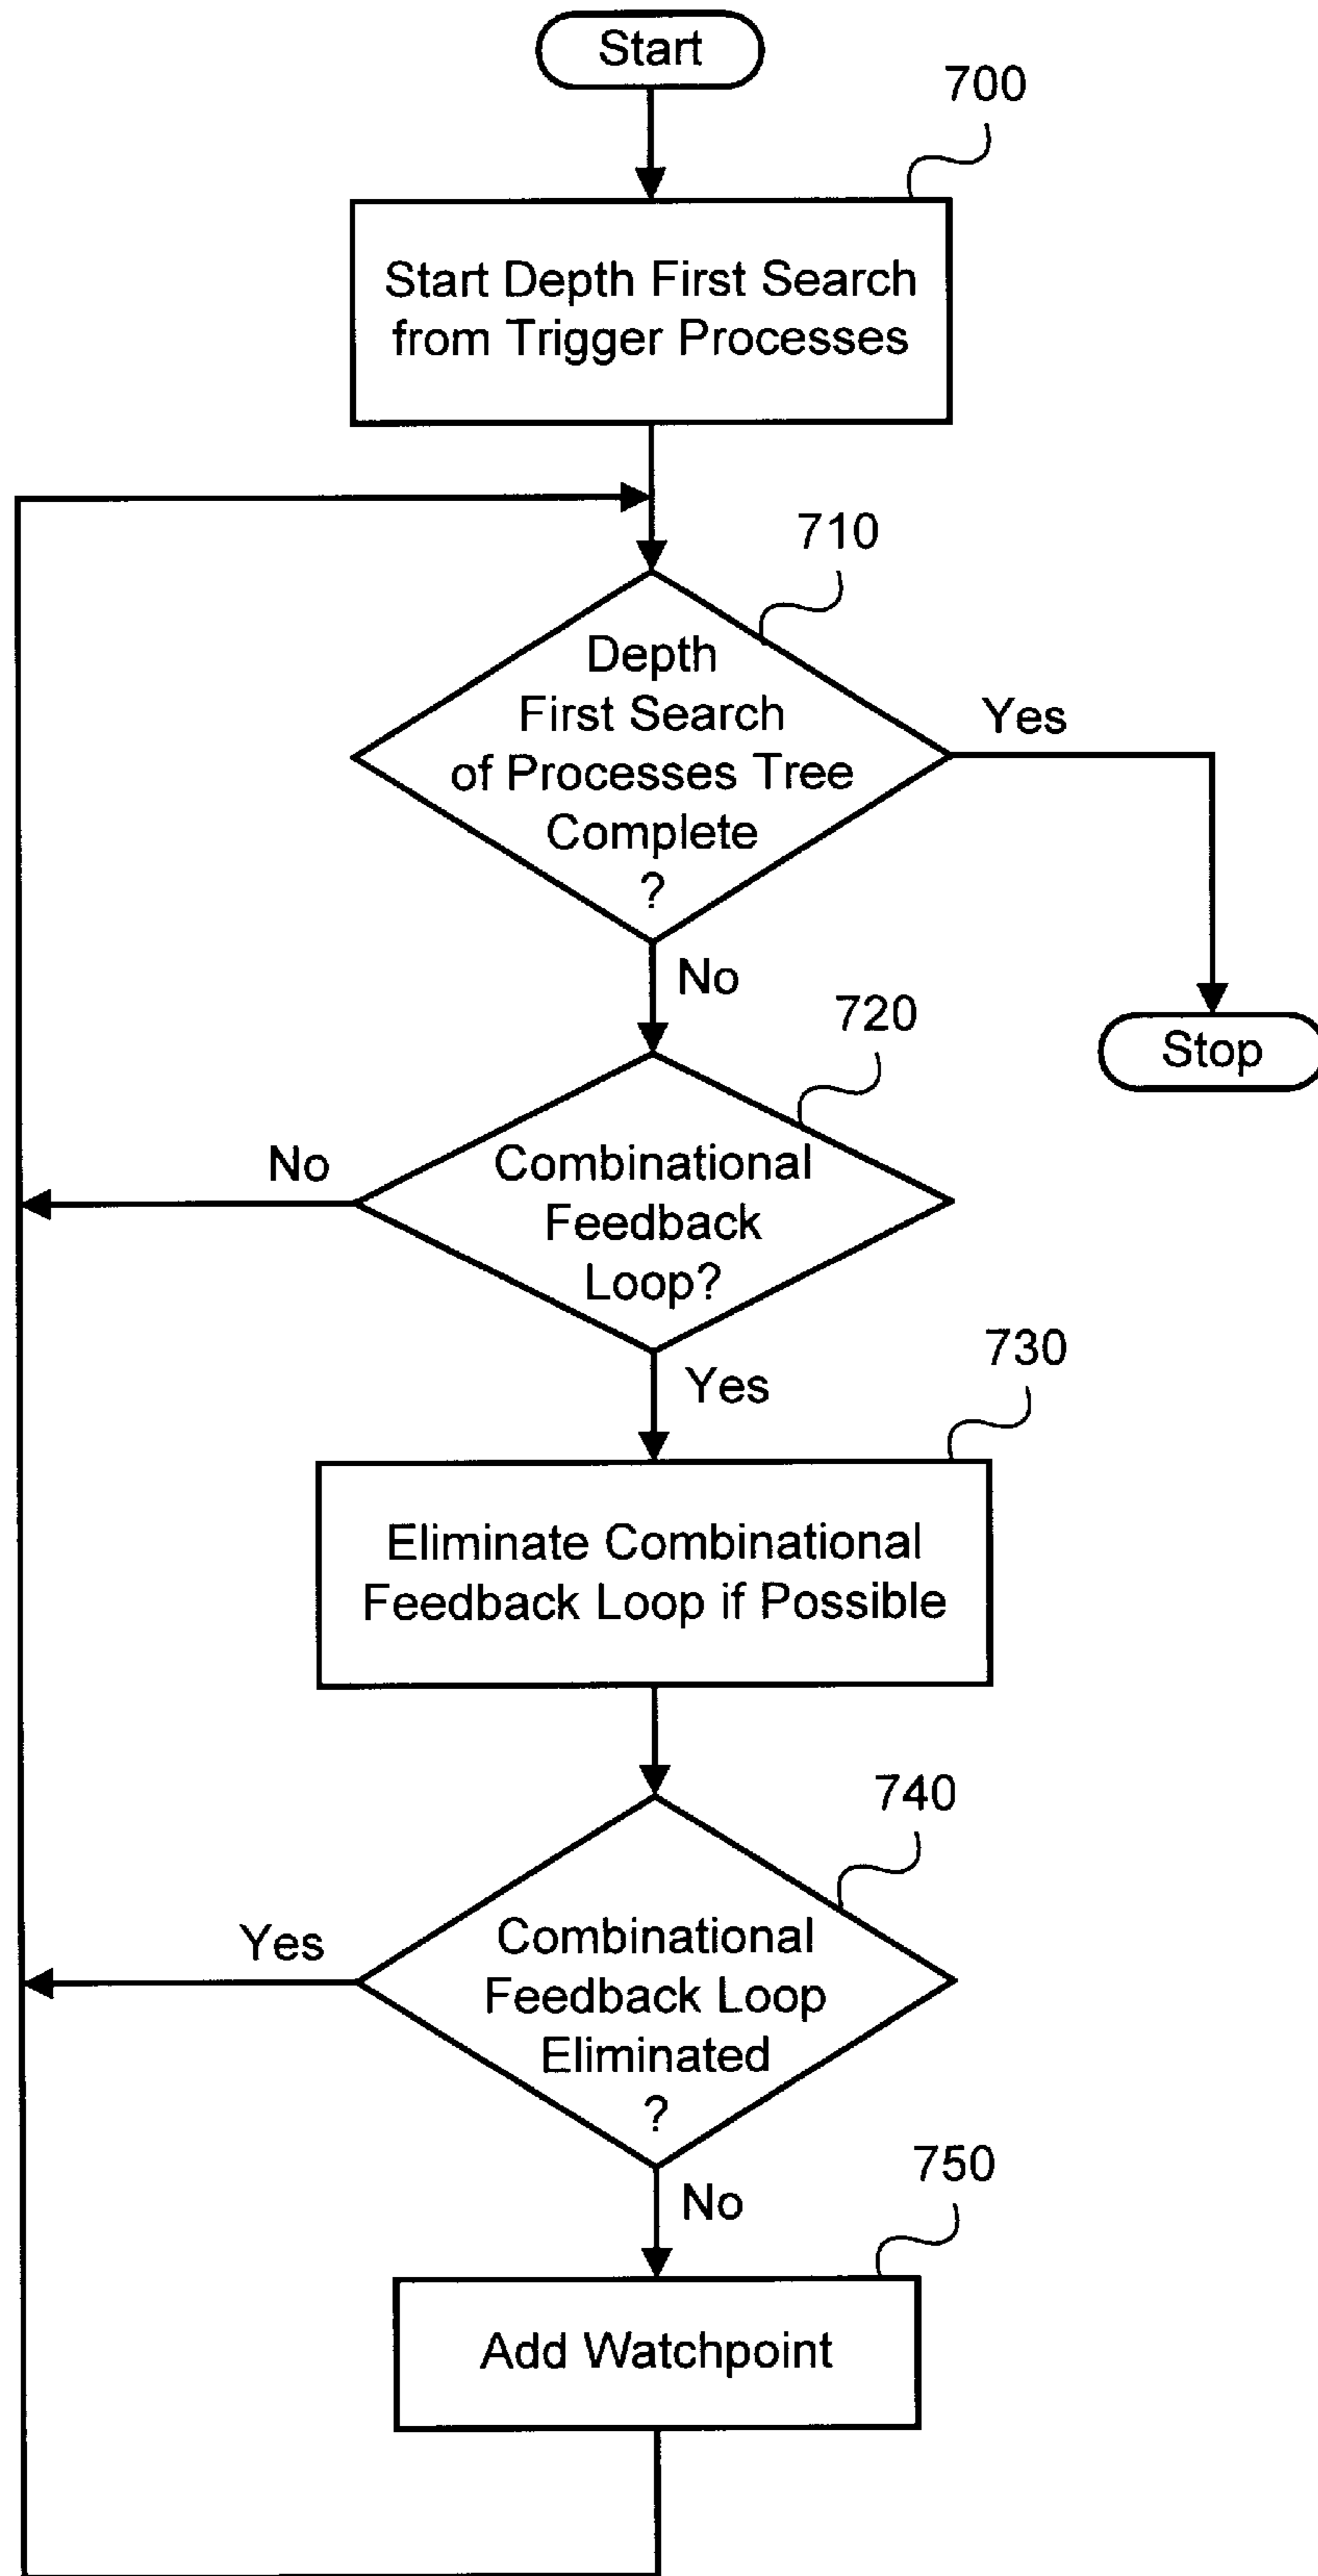 Start
700
Start Depth First Search
from Trigger Processes
710
Depth
First Search
of Processes Tree
Complete
?
Yes
No
720
Stop
Combinational
Feedback
Loop?
No
Yes
730
Eliminate Combinational
Feedback Loop if Possible
740
Combinational
Feedback Loop
Eliminated
?
Yes
No
750
Add Watchpoint